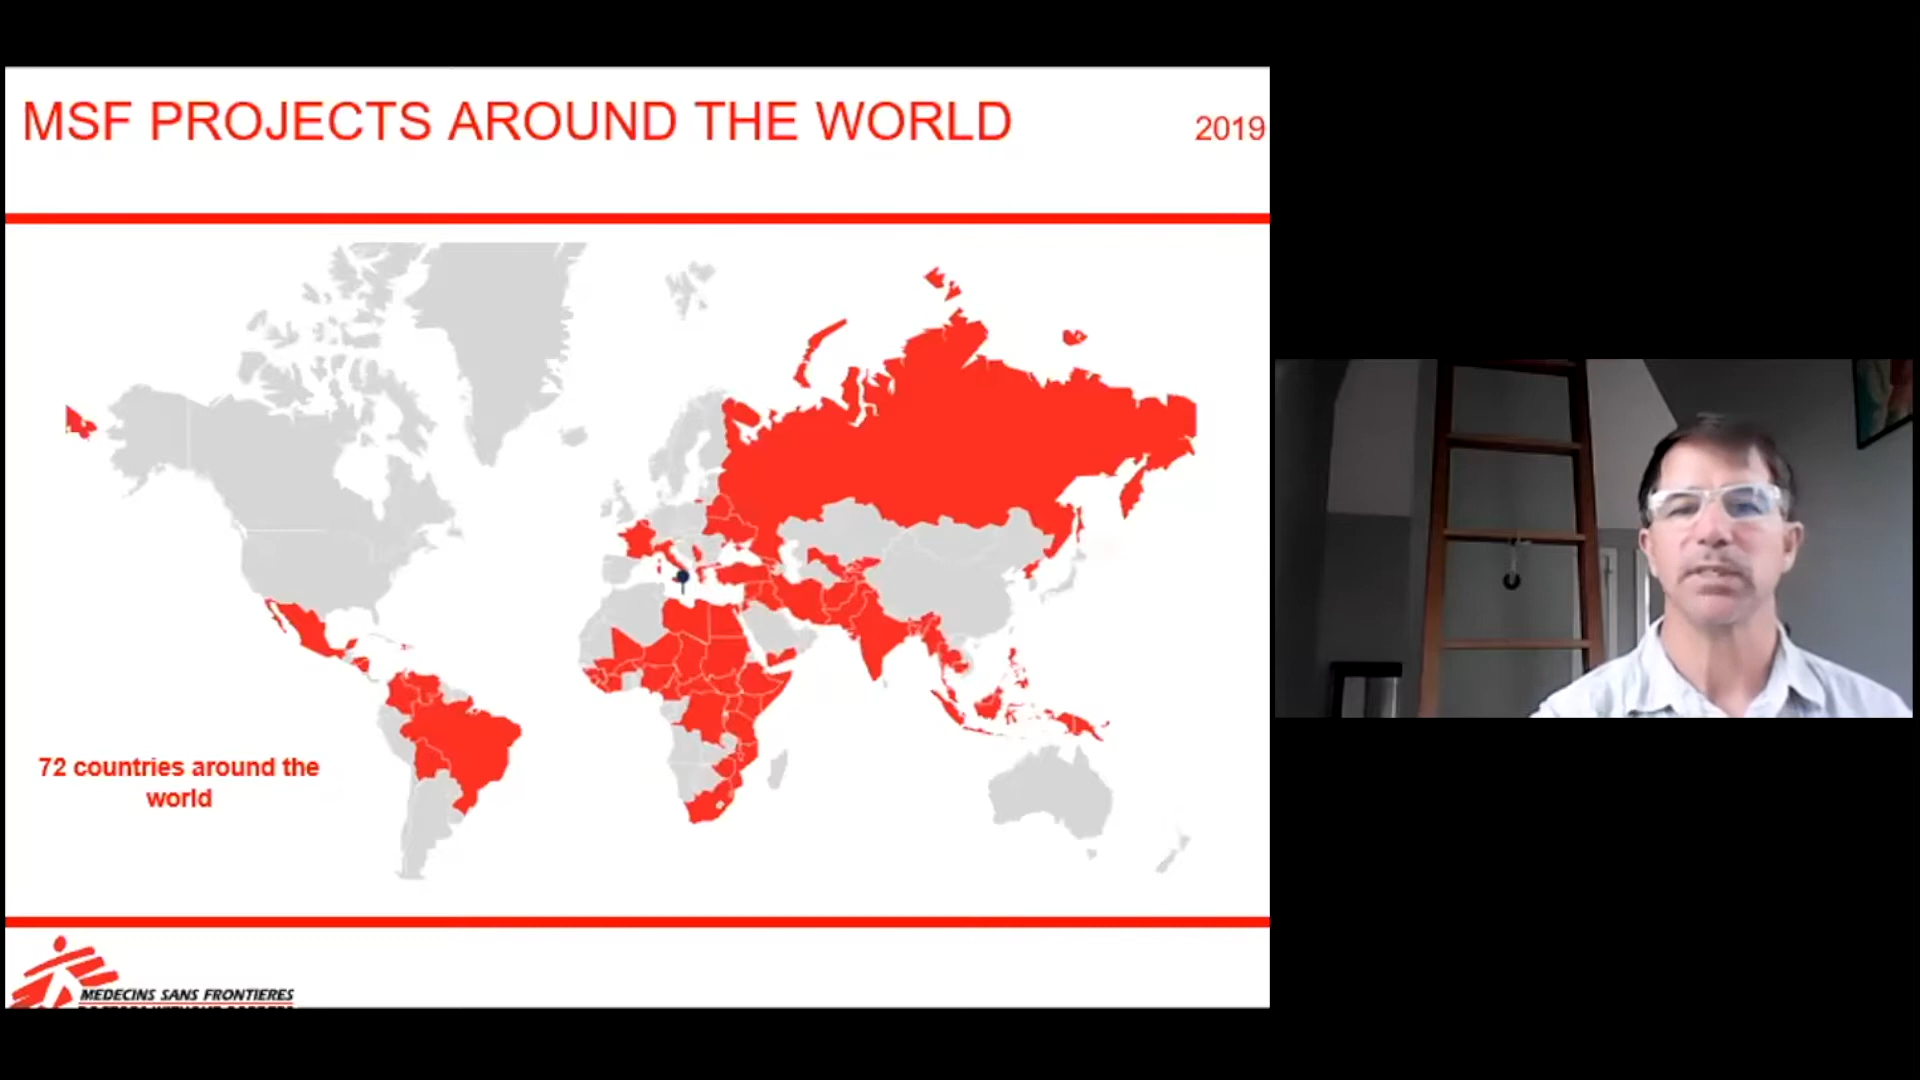 MSF PROJECTS AROUND THE WORLD
2019
72 countries around the
world
MEDECINS SANS FRONTIERES